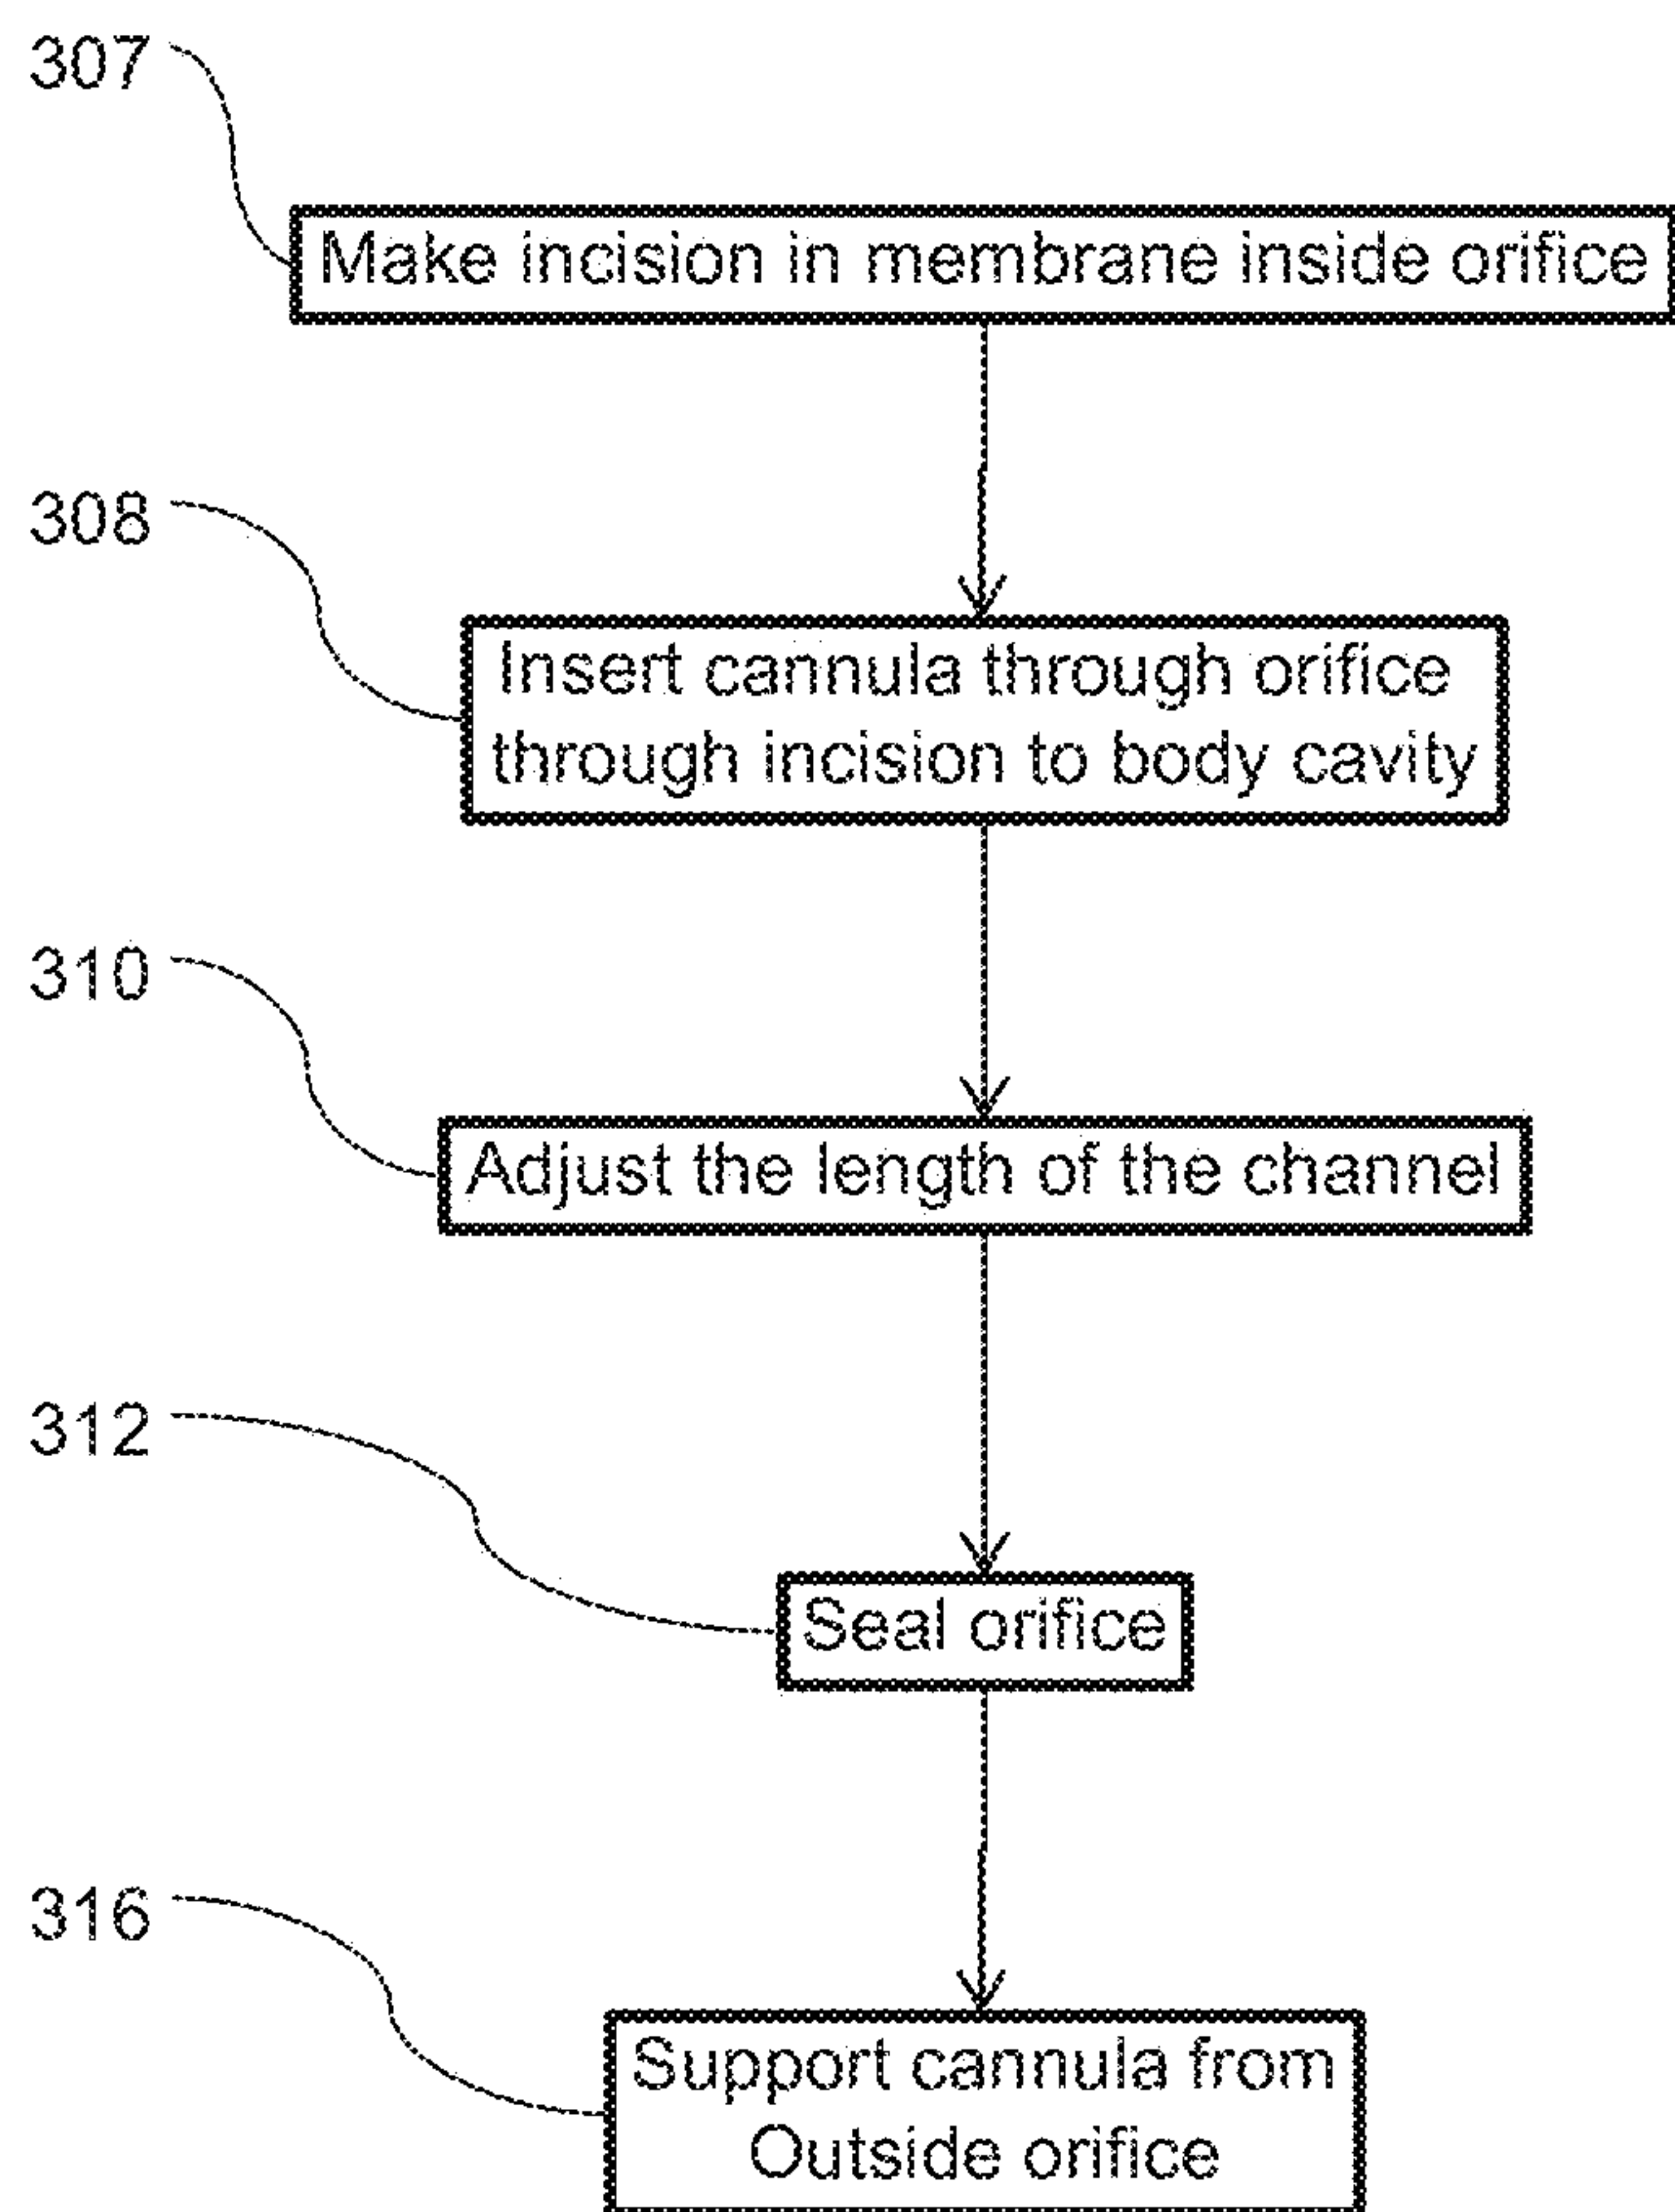 307
Make incision in membrane inside orifice
308
Insert cannula through orifice
through incision to body cavity
310
Adjust the length of the channel
312
Seal orifice
316
Support cannula from
Outside orifice